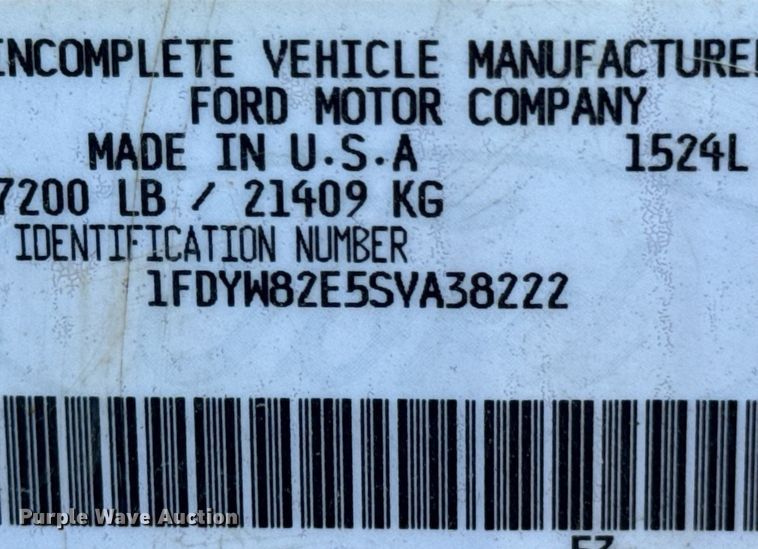 INCOMPLETE VEHICLE MANUFACTURE
FORD MOTOR COMPANY
MADE IN U.S.A 1524L
7200 LB / 21409 KG
IDENTIFICATION NUMBER
1FDYW82E5SVA38222
Purple Wave Auction